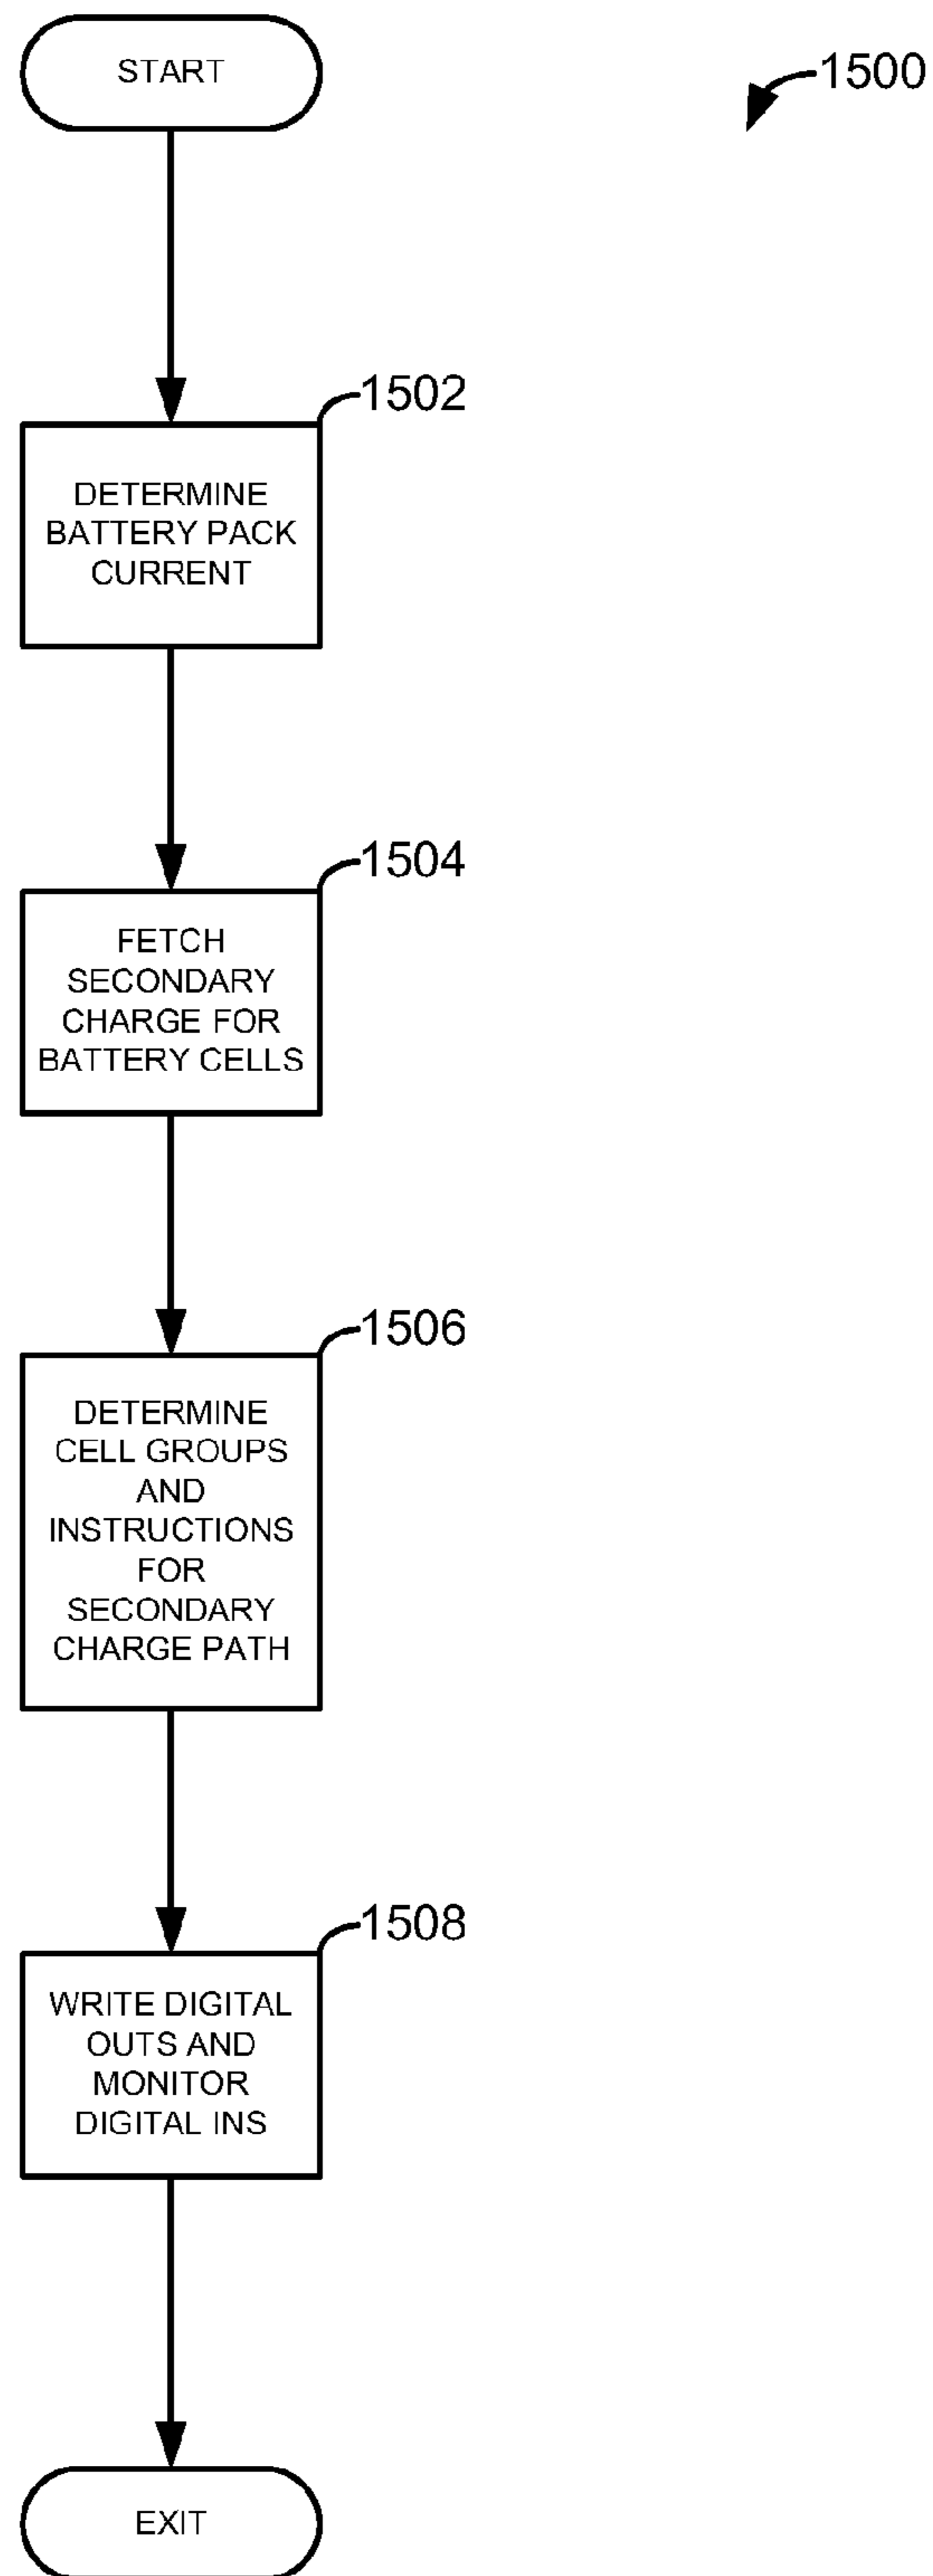 START
1500
1502
DETERMINE
BATTERY PACK
CURRENT
1504
FETCH
SECONDARY
CHARGE FOR
BATTERY CELLS
1506
DETERMINE
CELL GROUPS
AND
INSTRUCTIONS
FOR
SECONDARY
CHARGE PATH
1508
WRITE DIGITAL
OUTS AND
MONITOR
DIGITAL INS
EXIT